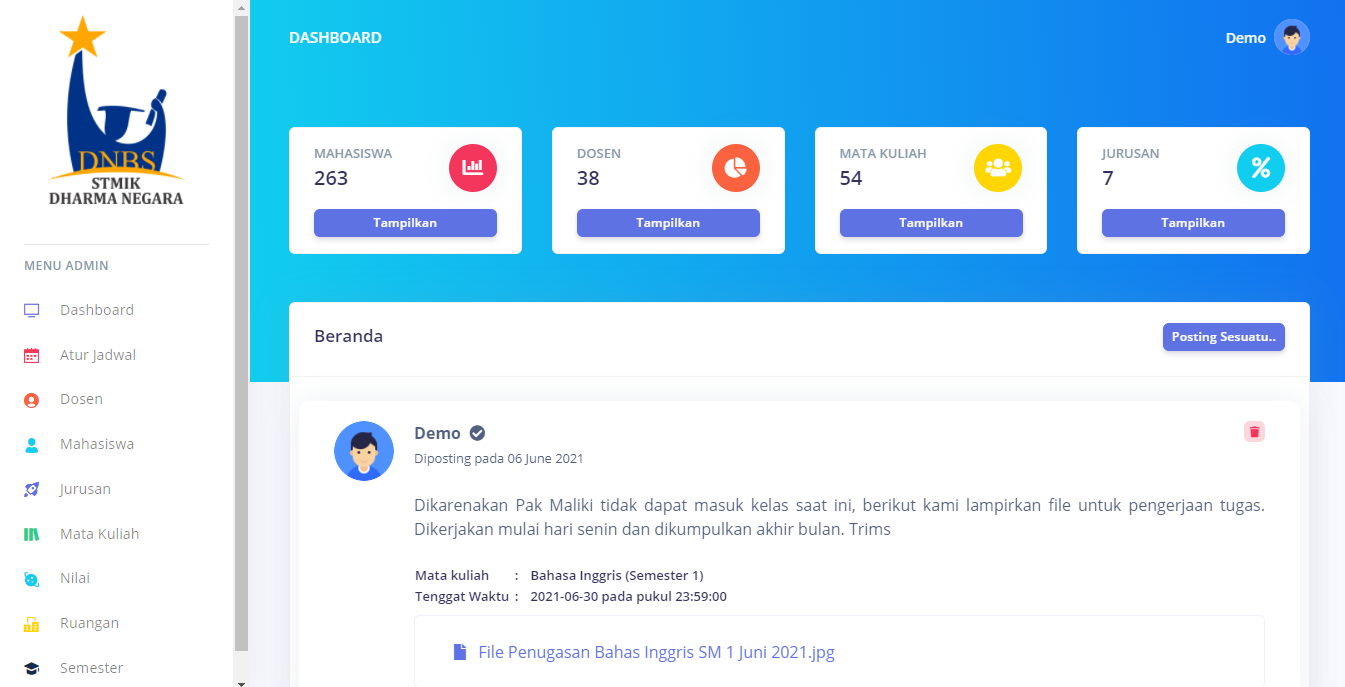 DNBS
STMIK
DHARMA NEGARA
MENU ADMIN
Dashboard
Atur Jadwal
Dosen
Mahasiswa
Jurusan
Mata Kuliah
Nilai
Ruangan
Semester
DASHBOARD
Demo
MAHASISWA
263
Tampilkan
DOSEN
38
Tampilkan
MATA KULIAH
54
Tampilkan
JURUSAN
7
Tampilkan
Beranda
Posting Sesuatu..
Demo
Diposting pada 06 June 2021
Dikarenakan Pak Maliki tidak dapat masuk kelas saat ini, berikut kami lampirkan file untuk pengerjaan tugas.
Dikerjakan mulai hari senin dan dikumpulkan akhir bulan. Trims
Mata kuliah : Bahasa Inggris (Semester 1)
Tenggat Waktu : 2021-06-30 pada pukul 23:59:00
File Penugasan Bahas Inggris SM 1 Juni 2021.jpg